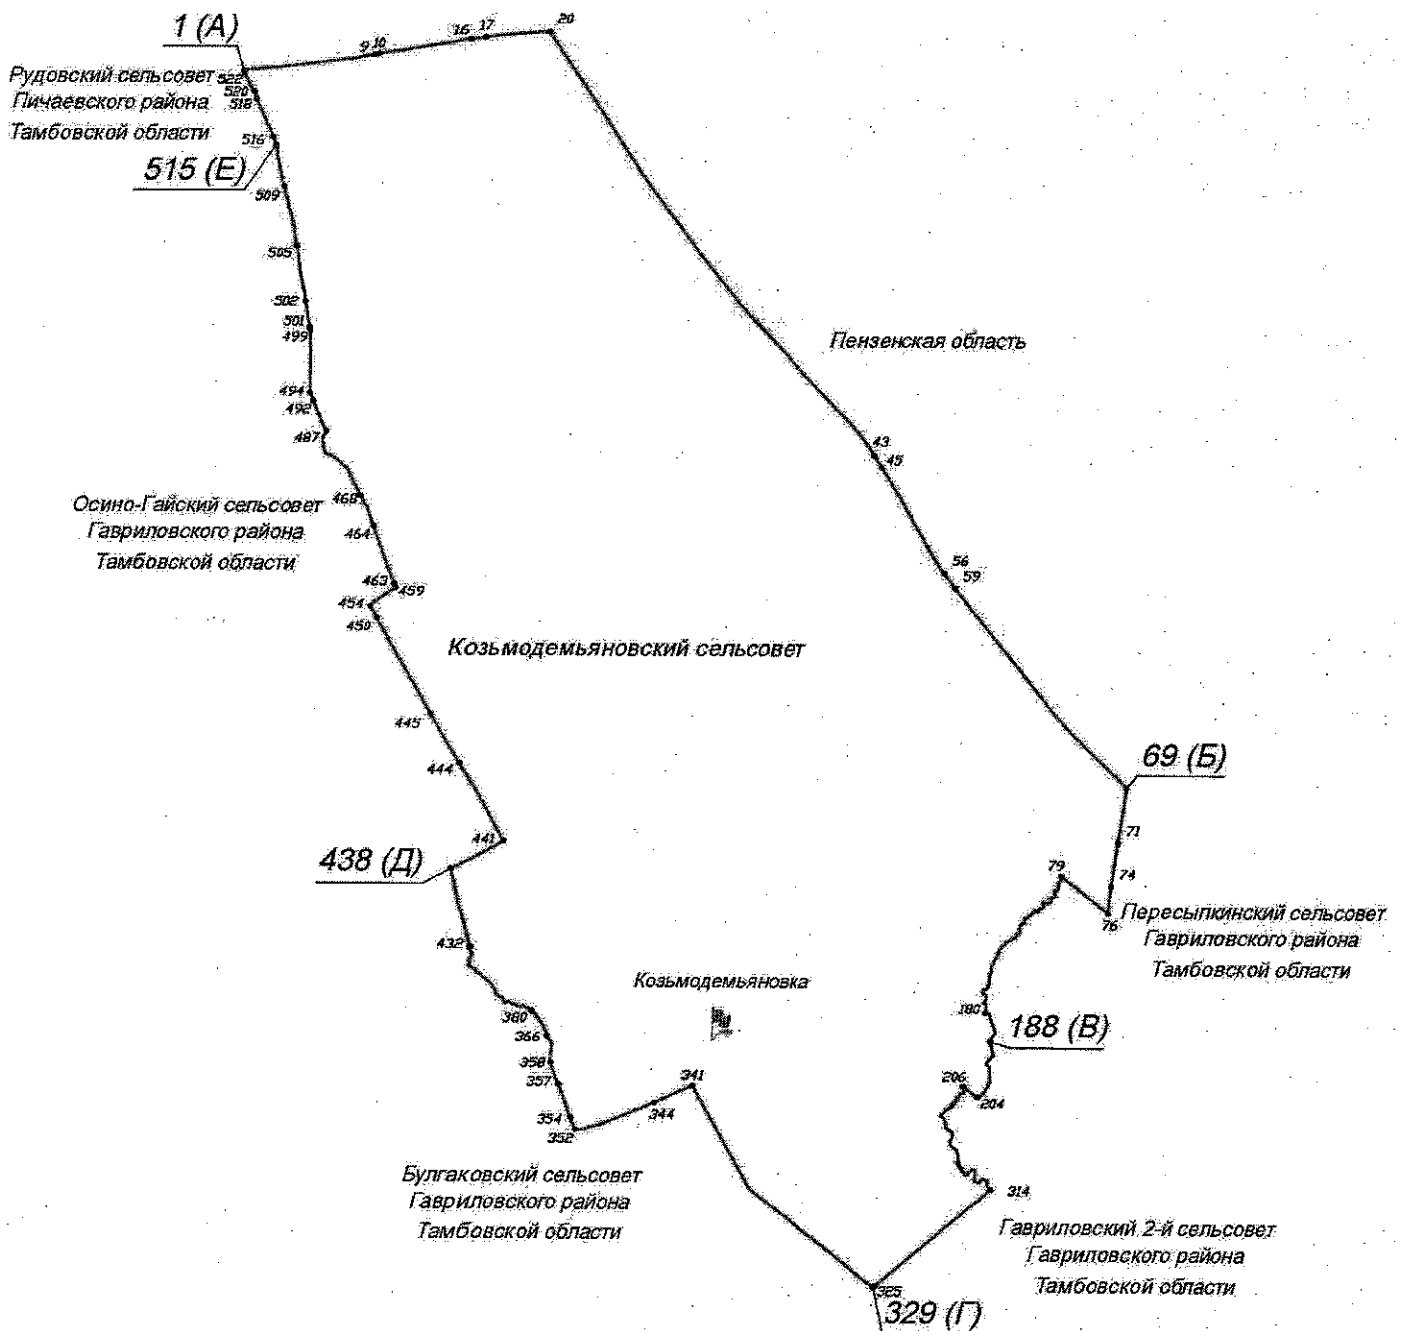 1 (А)
9 10 16 17 20
Рудовский сельсовет
522
520
Пичаевского района
518
Тамбовской области
516
515 (Е)
509
505
502
501
499
Пензенская область
494
492
487
43
45
468
Осино-Гайский сельсовет
464
Гавриловского района
Тамбовской области
56
59
463
459
454
450
Козьмодемьяновский сельсовет
445
444
69 (Б)
71
441
438 (Д)
79
74
76
Пересыпкинский сельсовет
Гавриловского района
Тамбовской области
432
Козьмодемьяновка
380
180
188 (В)
366
358
357
341
206
204
344
354
352
Булгаковский сельсовет
Гавриловского района
Тамбовской области
314
Гавриловский 2-й сельсовет
Гавриловского района
Тамбовской области
325
329 (Г)